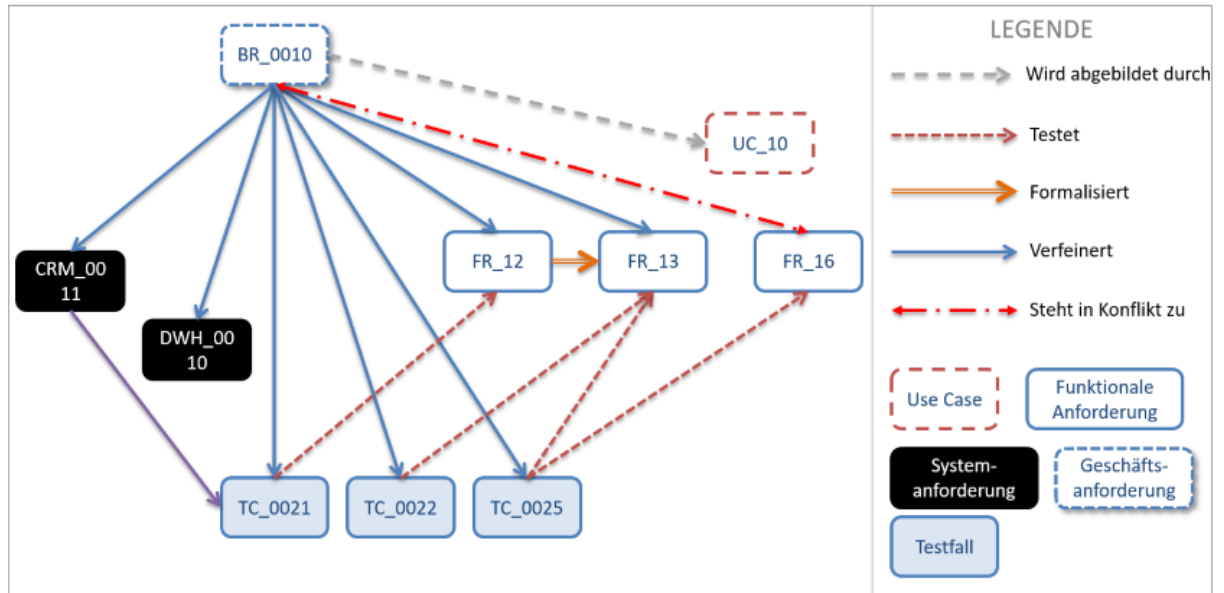 BR_0010
UC_10
CRM_00
11
DWH_00
10
FR_12
FR_13
FR_16
TC_0021
TC_0022
TC_0025
LEGENDE
Wird abgebildet durch
Testet
Formalisiert
Verfeinert
Steht in Konflikt zu
Use Case
Funktionale
Anforderung
System-
anforderung
Geschäfts-
anforderung
Testfall